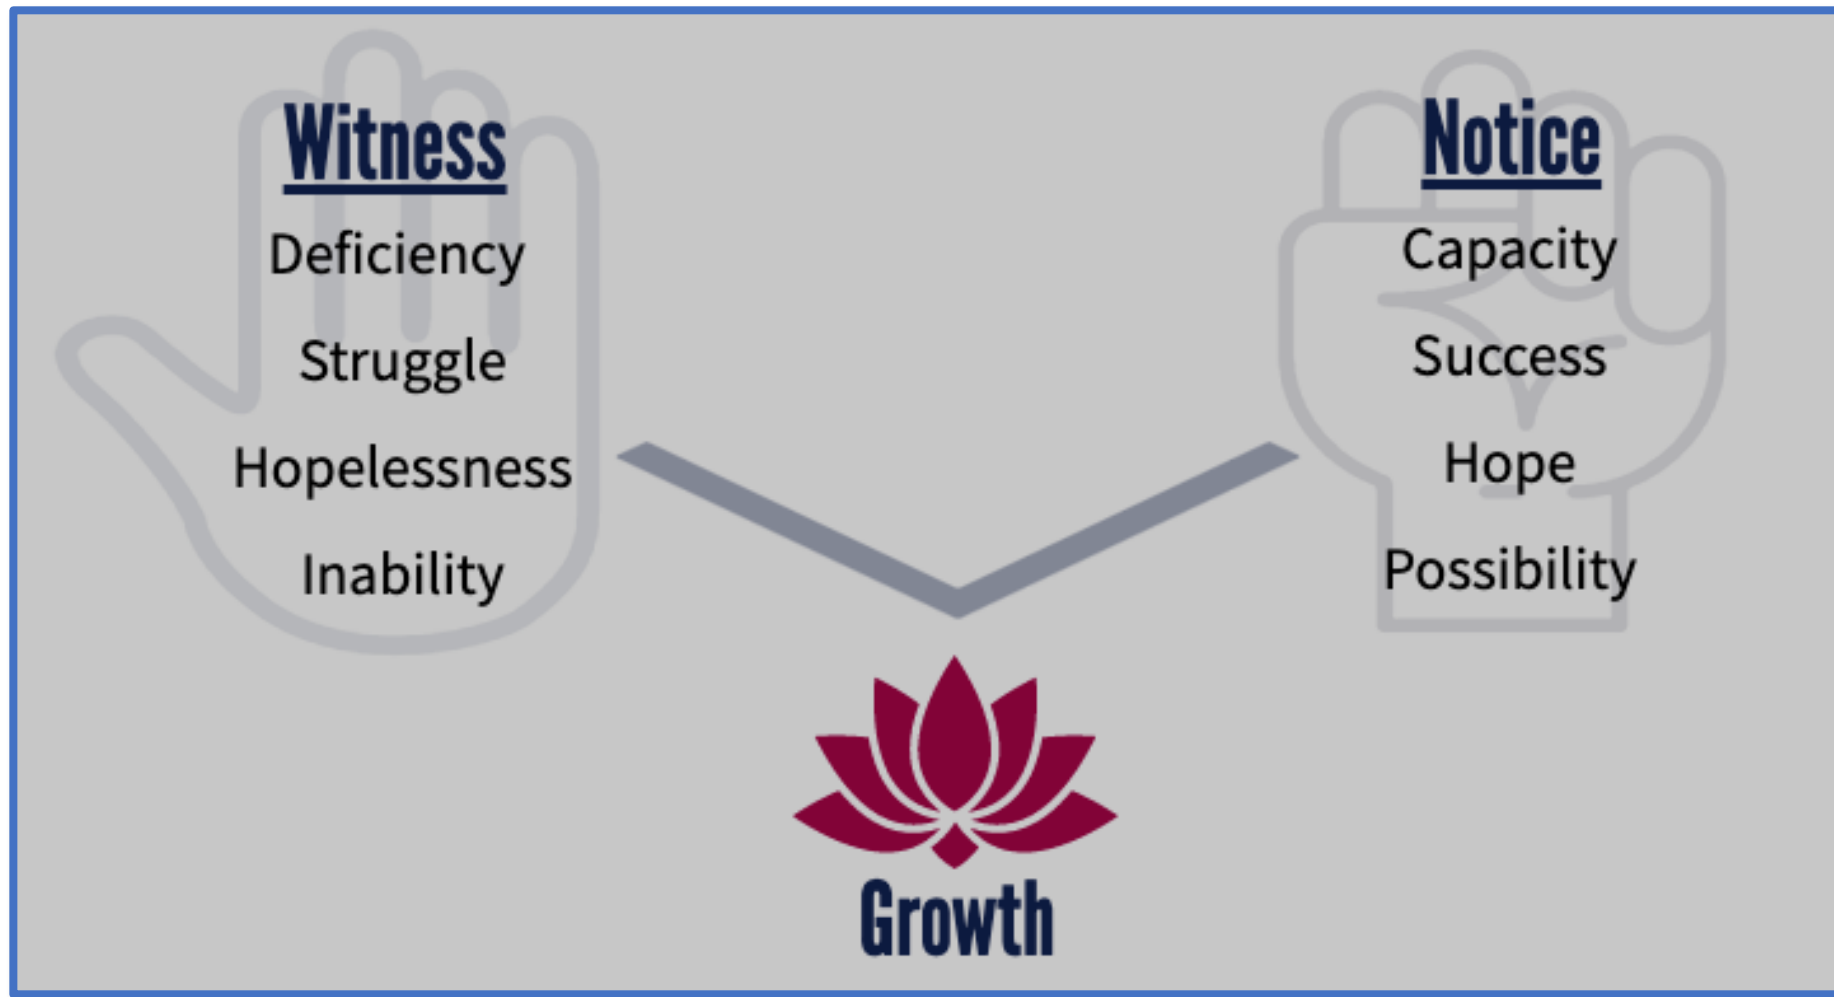 Witness
Deficiency
Struggle
Hopelessness
Inability
Notice
Capacity
Success
Hope
Possibility
Growth